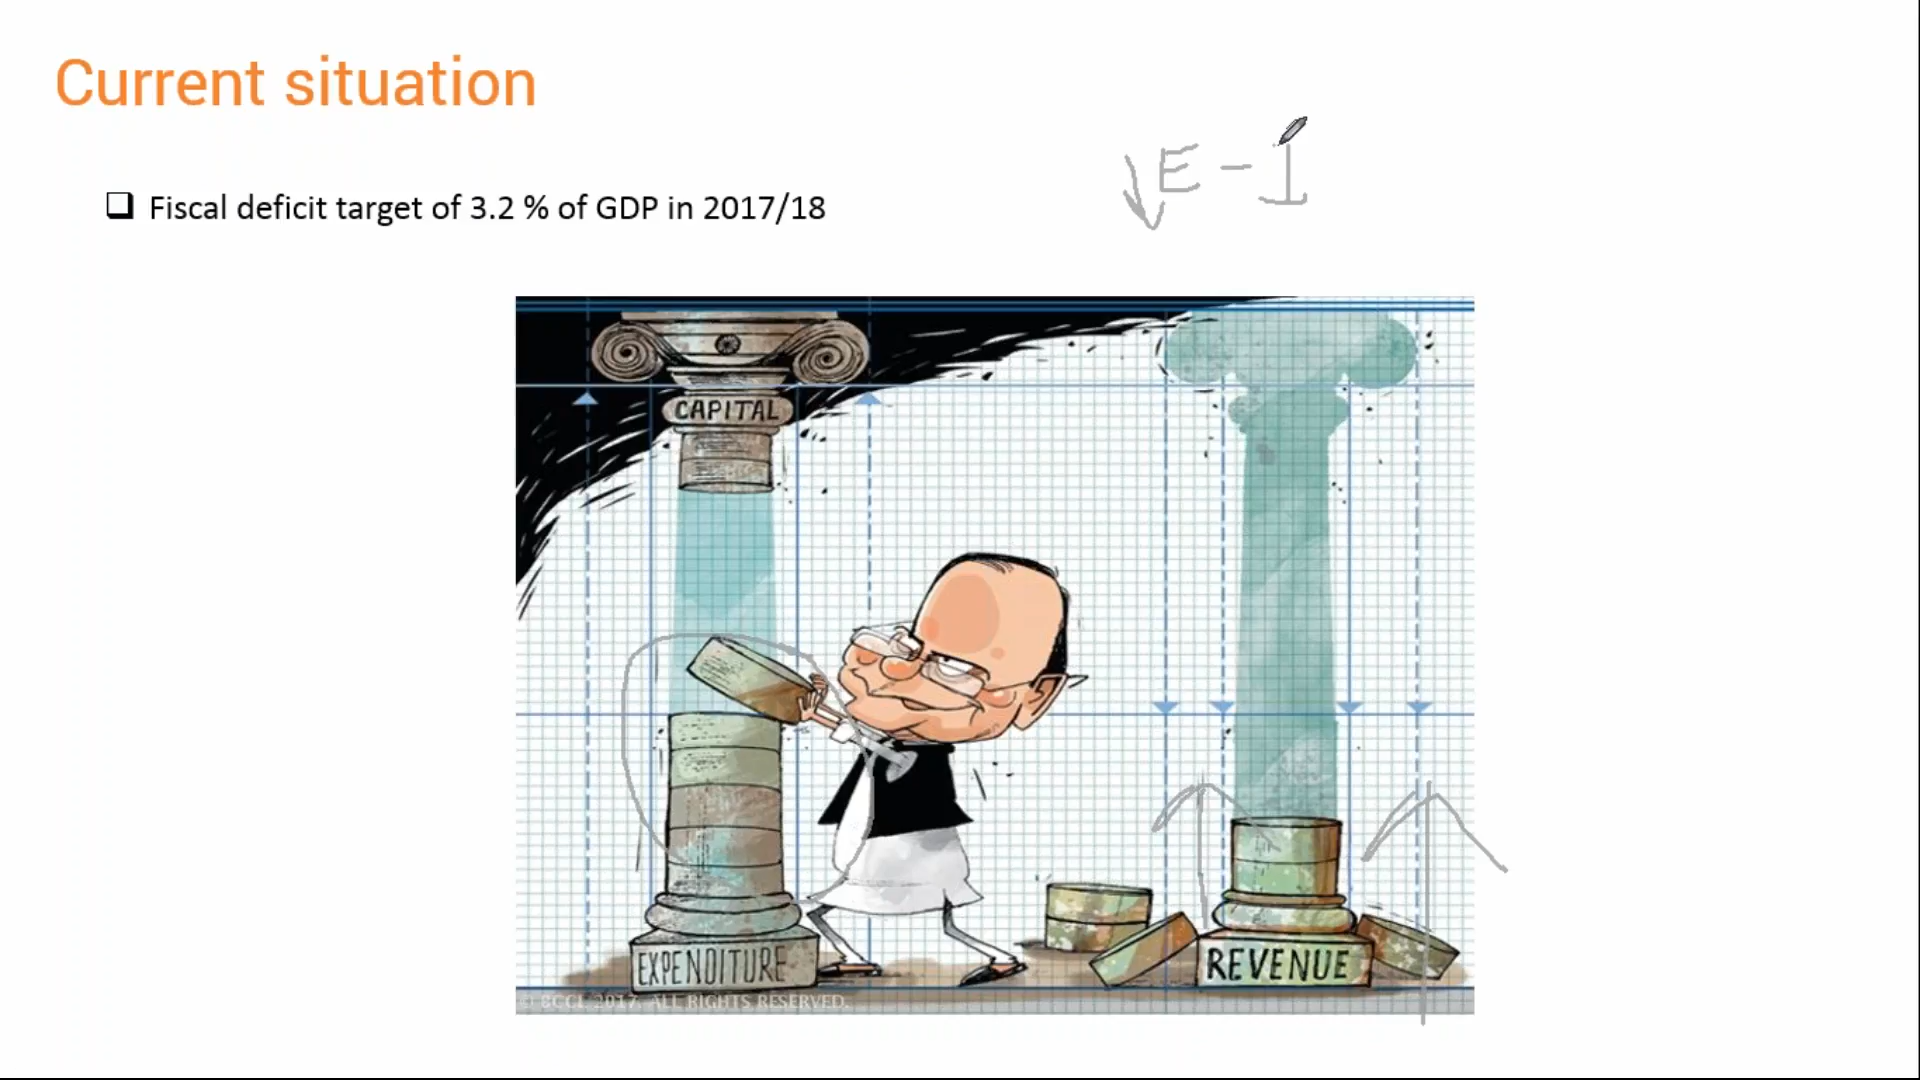 Current situation
Fiscal deficit target of 3.2 % of GDP in 2017/18
E - I
CAPITAL
EXPENDITURE
REVENUE
© BCCL 2017. ALL RIGHTS RESERVED.